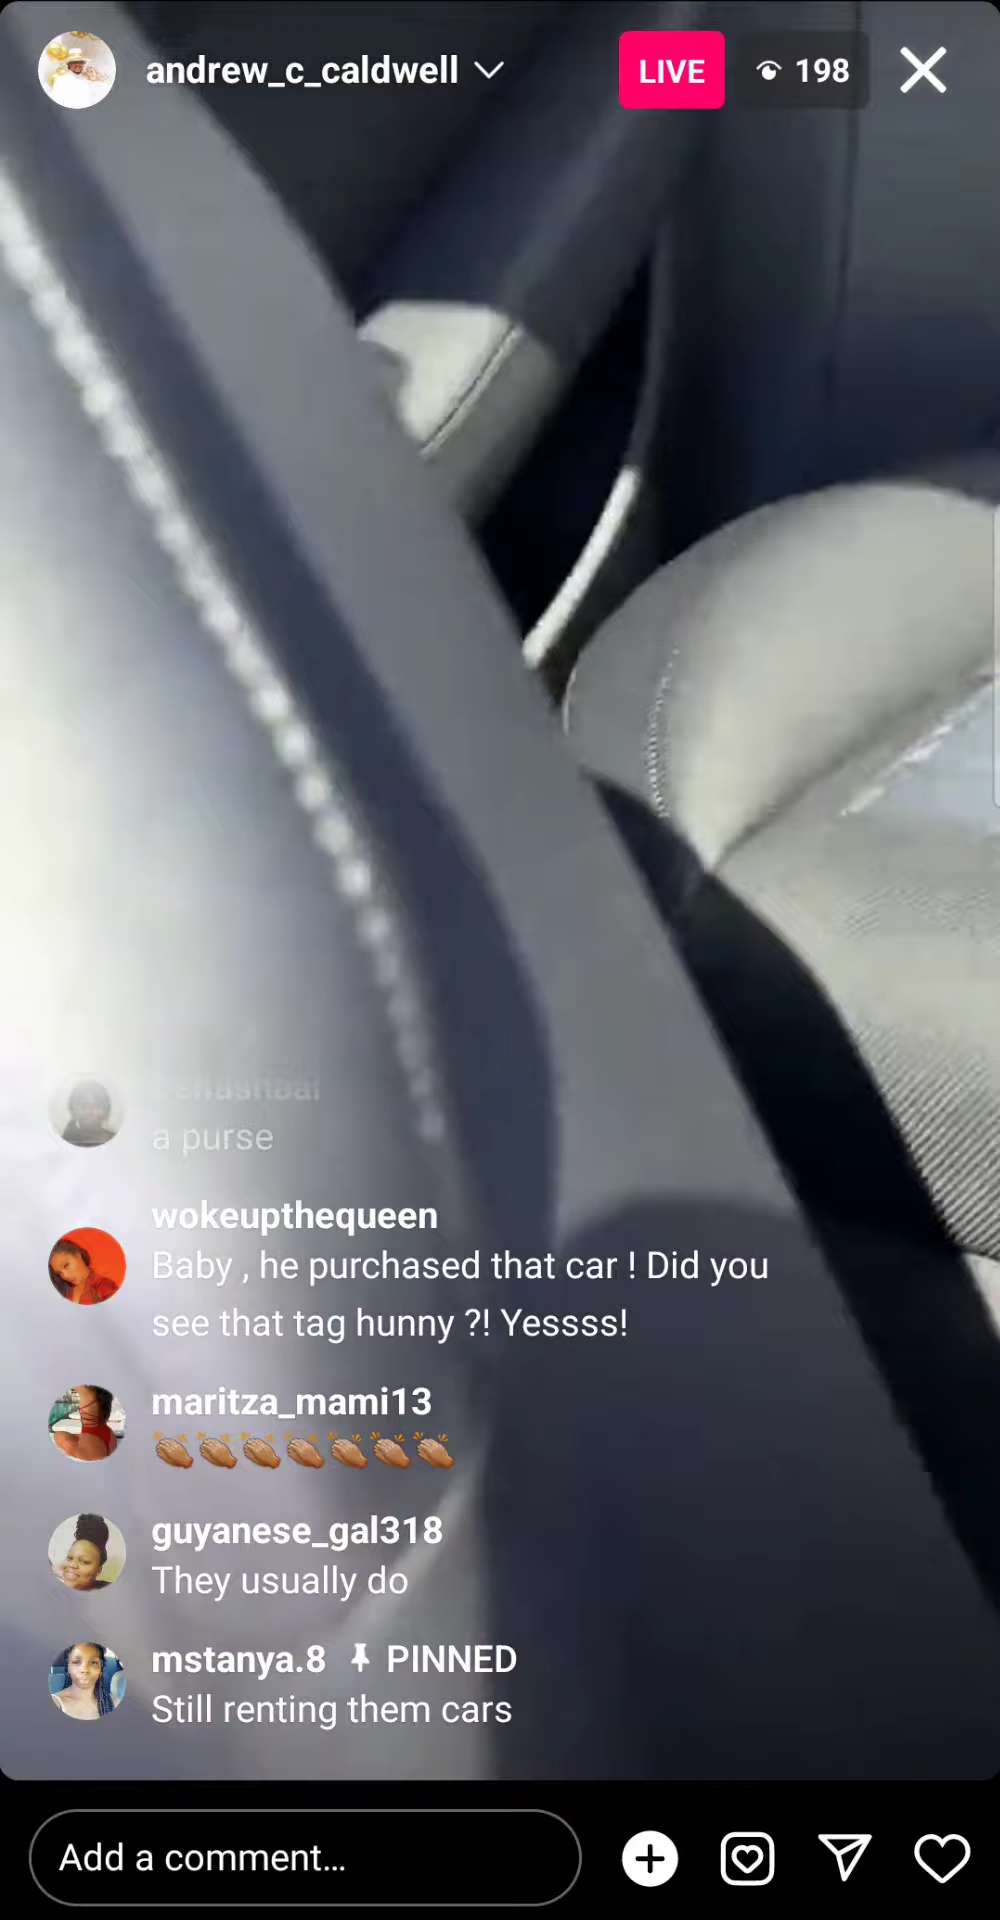 andrew_c_caldwell
LIVE
198
a purse
wokeupthequeen
Baby , he purchased that car ! Did you
see that tag hunny ?! Yessss!
maritza_mami13
👏🏽👏🏽👏🏽👏🏽👏🏽👏🏽👏🏽
guyanese_gal318
They usually do
mstanya.8 📌 PINNED
Still renting them cars
Add a comment...